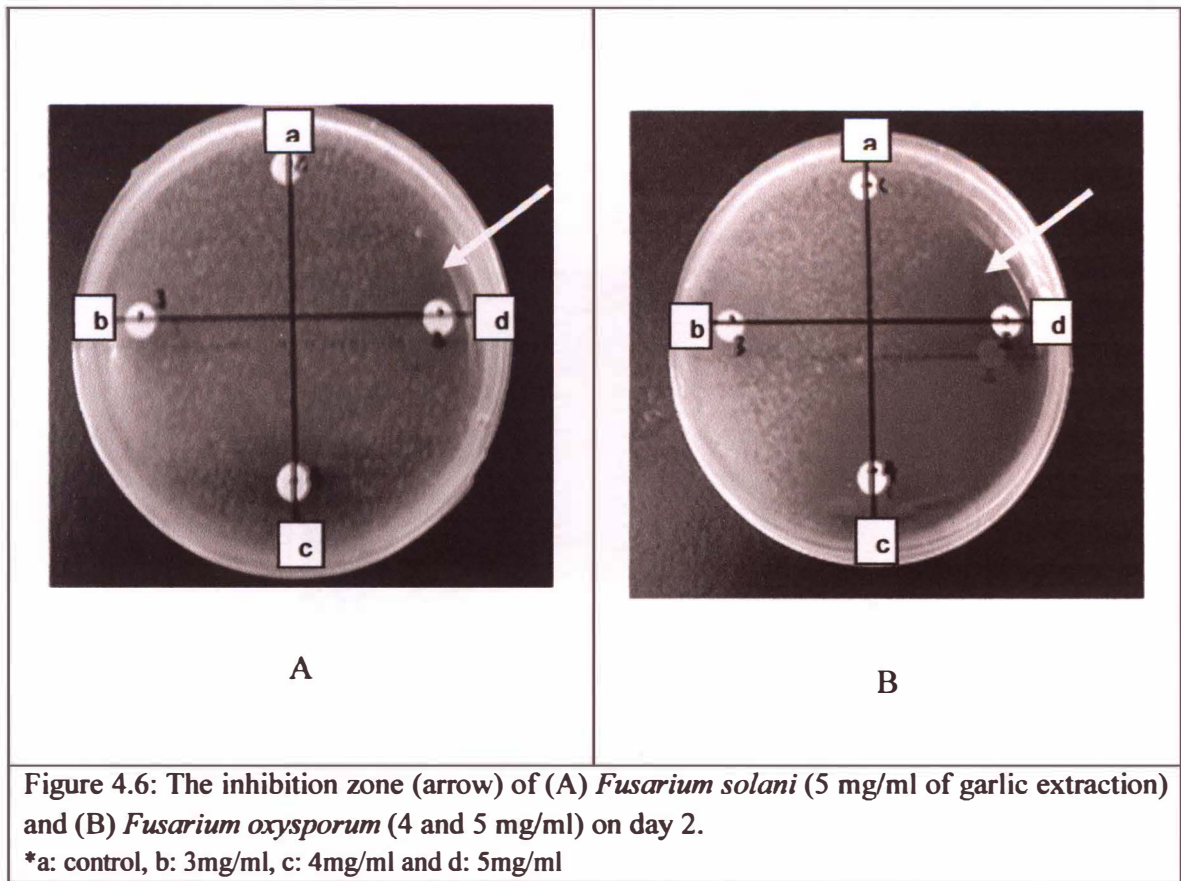 a
b
d
c
A
a
b
d
c
B
Figure 4.6: The inhibition zone (arrow) of (A) Fusarium solani (5 mg/ml of garlic extraction)
and (B) Fusarium oxysporum (4 and 5 mg/ml) on day 2.
*a: control, b: 3mg/ml, c: 4mg/ml and d: 5mg/ml